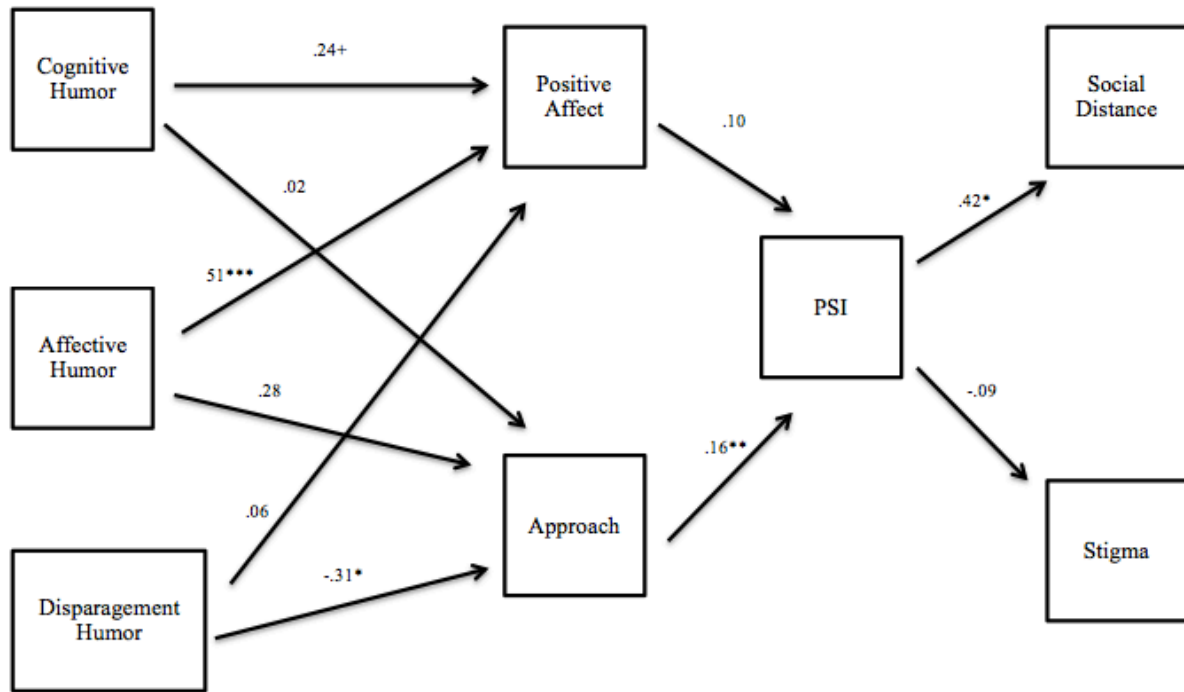 Cognitive
Humor
.24+
Positive
Affect
Social
Distance
.10
.02
.42*
51***
PSI
Affective
Humor
.28
-.09
.16**
.06
Approach
Stigma
-.31*
Disparagement
Humor